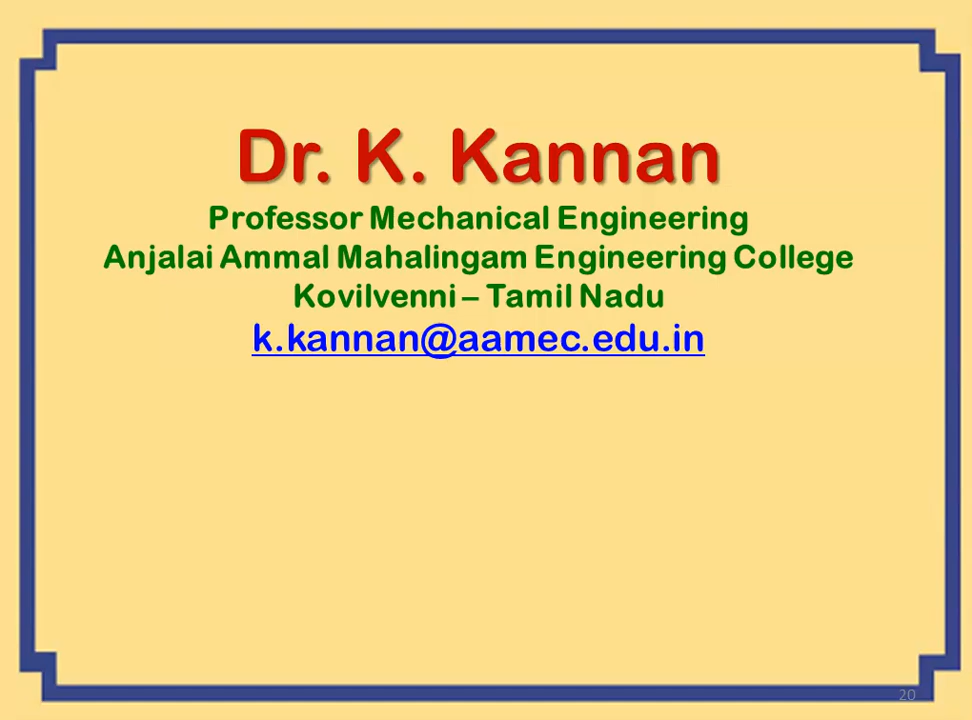 Dr. K. Kannan
Professor Mechanical Engineering
Anjalai Ammal Mahalingam Engineering College
Kovilvenni – Tamil Nadu
k.kannan@aamec.edu.in
20